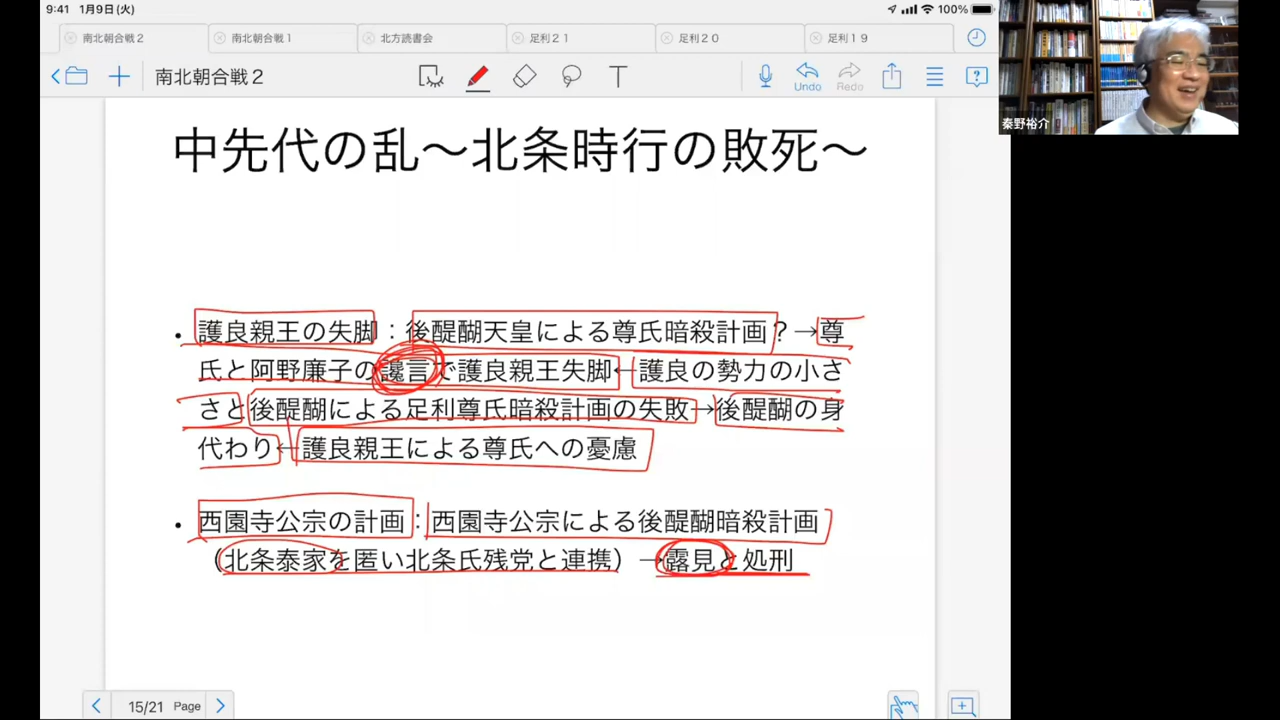 9:41 1月9日(火)
100%
南北朝合戦2
南北朝合戦1
北方読書会
足利21
足利20
足利19
南北朝合戦2
T
Undo
Redo
?
秦野裕介
中先代の乱〜北条時行の敗死〜
・護良親王の失脚：後醍醐天皇による尊氏暗殺計画？→尊
氏と阿野廉子の讒言で護良親王失脚←護良の勢力の小さ
さと後醍醐による足利尊氏暗殺計画の失敗→後醍醐の身
代わり←護良親王による尊氏への憂慮
・西園寺公宗の計画：西園寺公宗による後醍醐暗殺計画
（北条泰家を匿い北条氏残党と連携）→露見と処刑
15/21 Page